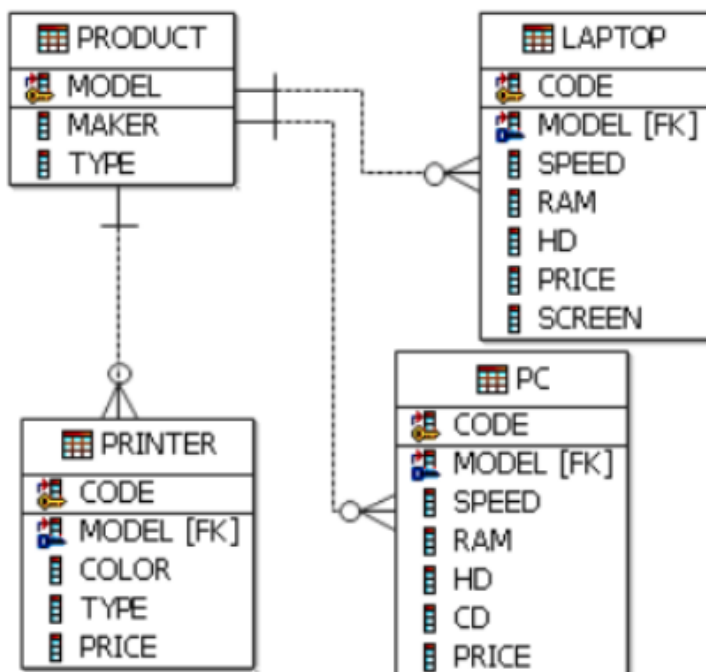 PRODUCT
MODEL
MAKER
TYPE
LAPTOP
CODE
MODEL [FK]
SPEED
RAM
HD
PRICE
SCREEN
PRINTER
CODE
MODEL [FK]
COLOR
TYPE
PRICE
PC
CODE
MODEL [FK]
SPEED
RAM
HD
CD
PRICE